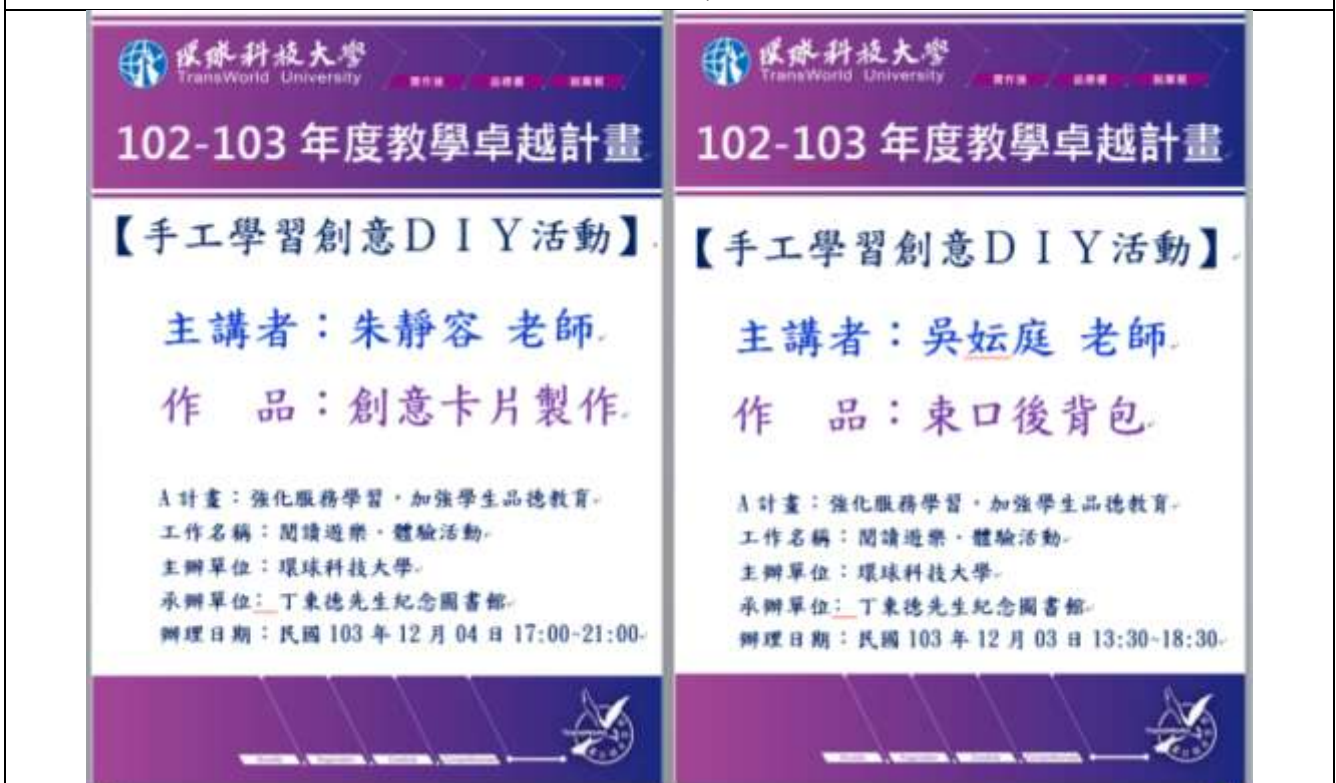 環球科技大學
TransWorld University
102-103 年度教學卓越計畫
【手工學習創意DIY活動】
主講者：朱靜容 老師
作　品：創意卡片製作
A計畫：強化服務學習，加強學生品德教育
工作名稱：閱讀遊樂．體驗活動
主辦單位：環球科技大學
承辦單位：丁東德先生紀念圖書館
辦理日期：民國 103 年 12 月 04 日 17:00~21:00
環球科技大學
TransWorld University
102-103 年度教學卓越計畫
【手工學習創意DIY活動】
主講者：吳妘庭 老師
作　品：束口後背包
A計畫：強化服務學習，加強學生品德教育
工作名稱：閱讀遊樂．體驗活動
主辦單位：環球科技大學
承辦單位：丁東德先生紀念圖書館
辦理日期：民國 103 年 12 月 03 日 13:30~18:30